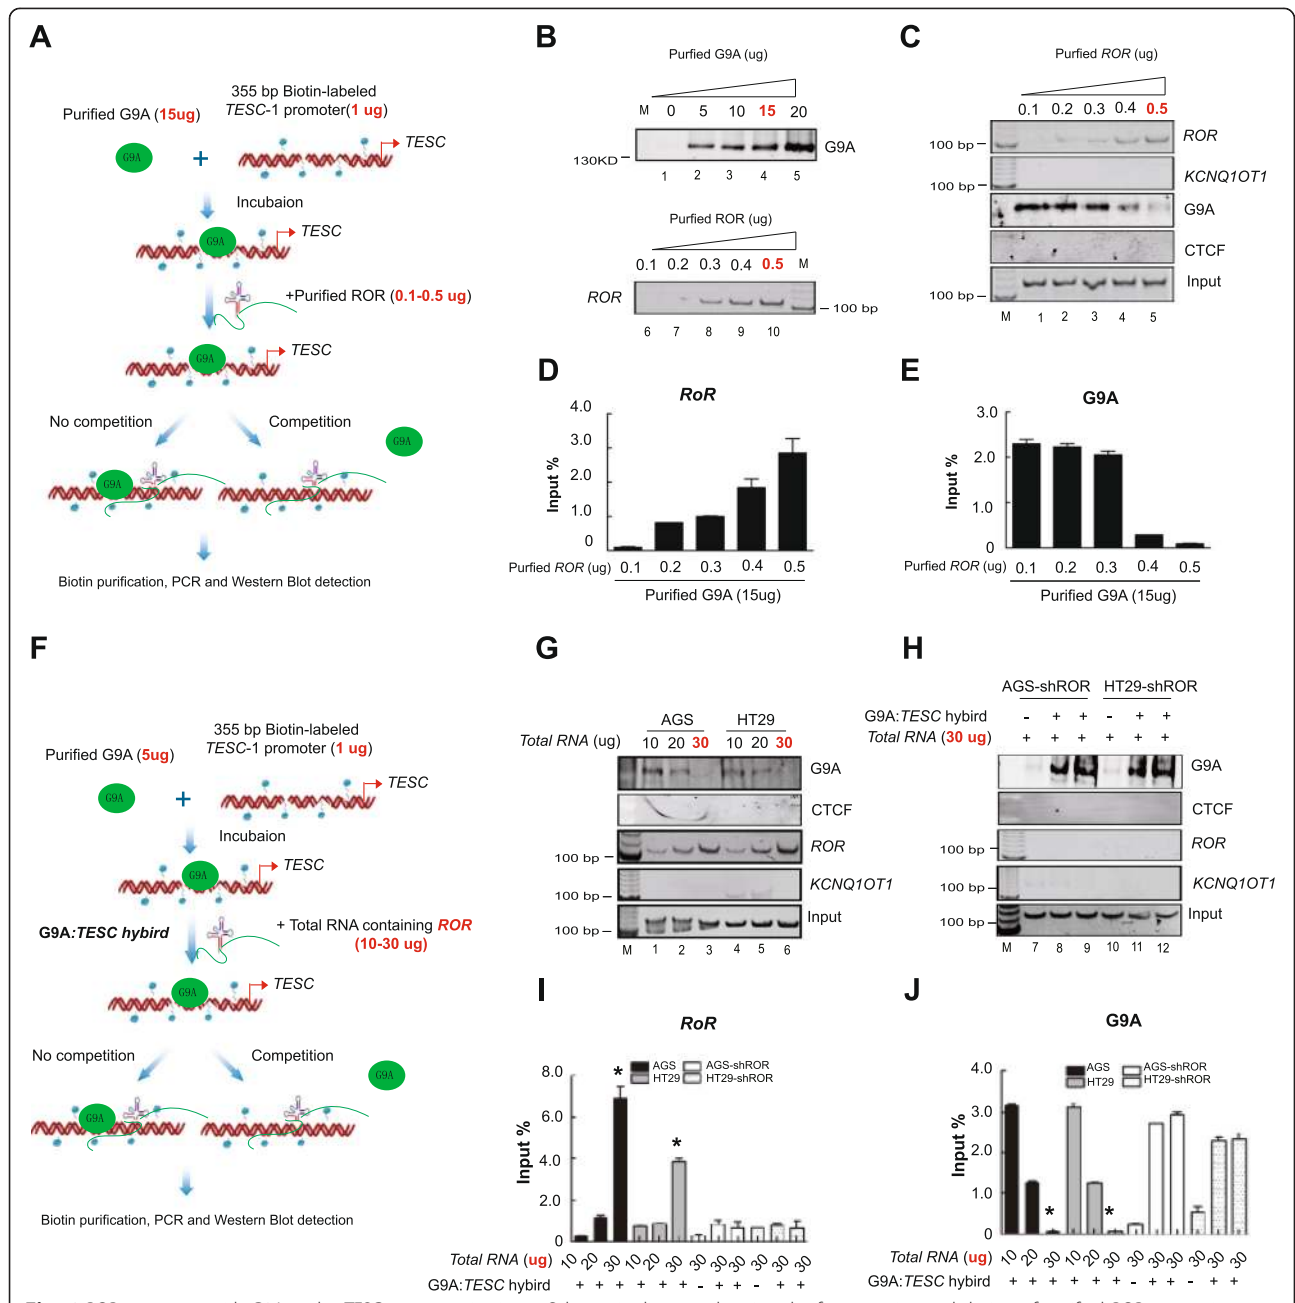 A
355 bp Biotin-labeled
Purified G9A (15ug)
TESC-1 promoter(1 ug)
G9A
+
TESC
Incubaion
G9A
TESC
+Purified ROR (0.1-0.5 ug)
G9A
TESC
No competition
Competition
G9A
G9A
Biotin purification, PCR and Western Blot detection
B
Purfied G9A (ug)
M 0 5 10 15 20
G9A
130KD
1 2 3 4 5
Purfied ROR (ug)
0.1 0.2 0.3 0.4 0.5 M
ROR
100 bp
6 7 8 9 10
C
Purfied ROR (ug)
0.1 0.2 0.3 0.4 0.5
100 bp ROR
KCNQ1OT1
100 bp
G9A
CTCF
Input
100 bp
M 1 2 3 4 5
D
RoR
Input %
4.0
3.0
2.0
1.0
0
Purfied ROR (ug) 0.1 0.2 0.3 0.4 0.5
Purified G9A (15ug)
E
G9A
Input %
3.0
2.0
1.0
0
Purfied ROR (ug) 0.1 0.2 0.3 0.4 0.5
Purified G9A (15ug)
F
355 bp Biotin-labeled
Purified G9A (5ug)
TESC-1 promoter (1 ug)
G9A
+
TESC
Incubaion
G9A
TESC
G9A:TESC hybird
+ Total RNA containing ROR
(10-30 ug)
G9A
TESC
No competition
Competition
G9A
G9A
Biotin purification, PCR and Western Blot detection
G
AGS HT29
Total RNA (ug) 10 20 30 10 20 30
G9A
CTCF
ROR
100 bp
KCNQ1OT1
100 bp
Input
100 bp
M 1 2 3 4 5 6
H
AGS-shROR HT29-shROR
G9A:TESC hybird - + + - + +
Total RNA (30 ug) + + + + + +
G9A
CTCF
ROR
100 bp
KCNQ1OT1
100 bp
Input
100 bp
M 7 8 9 10 11 12
I
RoR
AGS AGS-shROR
HT29 HT29-shROR
Input %
8.0
6.0
4.0
2.0
0
* *
Total RNA (ug) 10 20 30 10 20 30 30 30 30 30 30 30
G9A:TESC hybird + + + + + + - + + - + +
J
G9A
AGS AGS-shROR
HT29 HT29-shROR
Input %
4.0
3.0
2.0
1.0
0
* *
Total RNA (ug) 10 20 30 10 20 30 30 30 30 30 30 30
G9A:TESC hybird + + + + + + - + + - + +